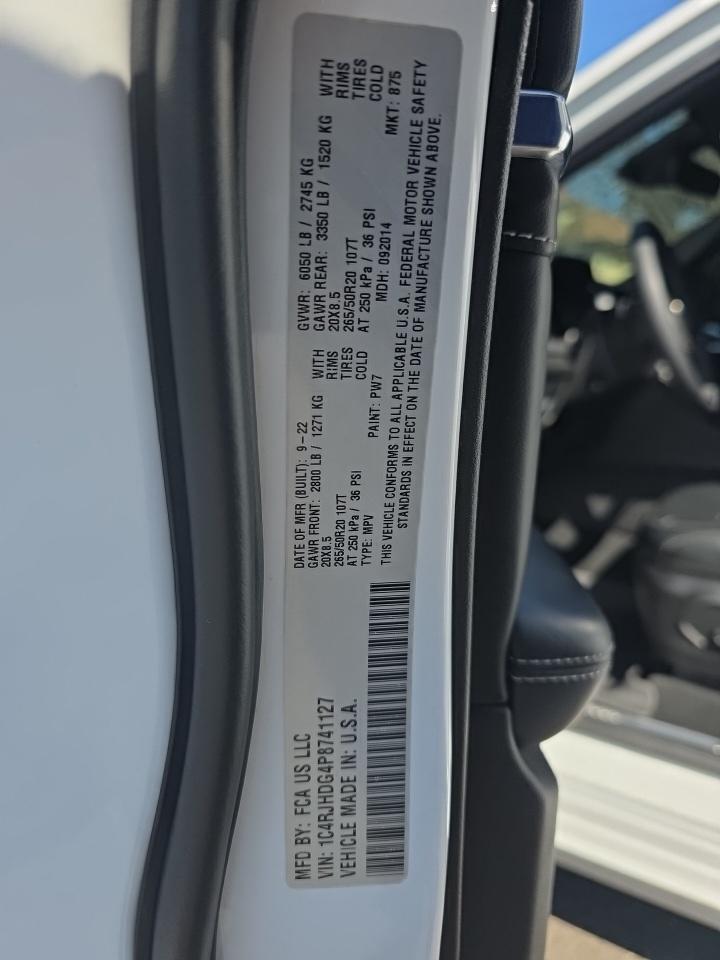 MFD BY: FCA US LLC
VIN: 1C4RJHDG4P8741127
VEHICLE MADE IN: U.S.A.
DATE OF MFR (BUILT): 9-22
GAWR FRONT: 2800 LB / 1271 KG WITH
20X8.5 RIMS
265/50R20 107T TIRES
AT 250 kPa / 36 PSI COLD
TYPE: MPV PAINT: PW7
GVWR: 6050 LB / 2745 KG
GAWR REAR: 3350 LB / 1520 KG WITH
20X8.5 RIMS
265/50R20 107T TIRES
AT 250 kPa / 36 PSI COLD
MDH: 092014 MKT: 875
THIS VEHICLE CONFORMS TO ALL APPLICABLE U.S.A. FEDERAL MOTOR VEHICLE SAFETY
STANDARDS IN EFFECT ON THE DATE OF MANUFACTURE SHOWN ABOVE.